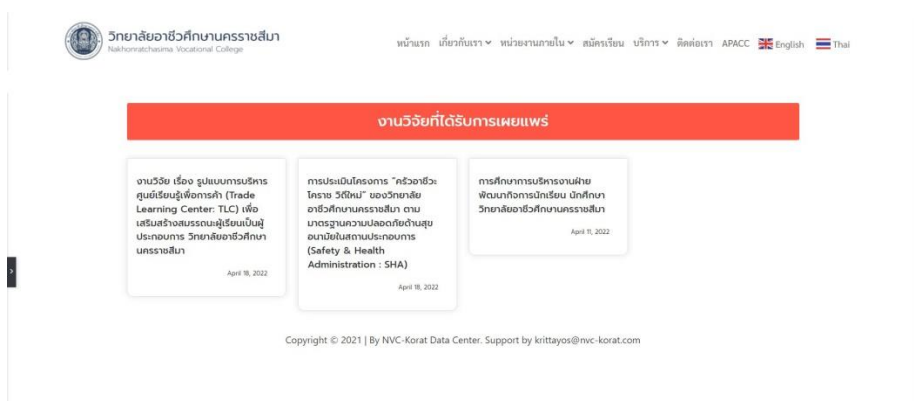 วิทยาลัยอาชีวศึกษานครราชสีมา
Nakhonratchasima Vocational College
หน้าแรก เกี่ยวกับเรา หน่วยงานภายใน สมัครเรียน บริการ ติดต่อเรา APACC English Thai
งานวิจัยที่ได้รับการเผยแพร่
งานวิจัย เรื่อง รูปแบบการบริหาร
ศูนย์เรียนรู้เพื่อการค้า (Trade
Learning Center: TLC) เพื่อ
เสริมสร้างสมรรถนะผู้เรียนเป็นผู้
ประกอบการ วิทยาลัยอาชีวศึกษา
นครราชสีมา
April 18, 2022
การประเมินโครงการ "ครัวอาชีวะ
โคราช วิถีใหม่" ของวิทยาลัย
อาชีวศึกษานครราชสีมา ตาม
มาตรฐานความปลอดภัยด้านสุข
อนามัยในสถานประกอบการ
(Safety & Health
Administration : SHA)
April 18, 2022
การศึกษาการบริหารงานฝ่าย
พัฒนากิจการนักเรียน นักศึกษา
วิทยาลัยอาชีวศึกษานครราชสีมา
April 11, 2022
Copyright © 2021 | By NVC-Korat Data Center. Support by krittayos@nvc-korat.com